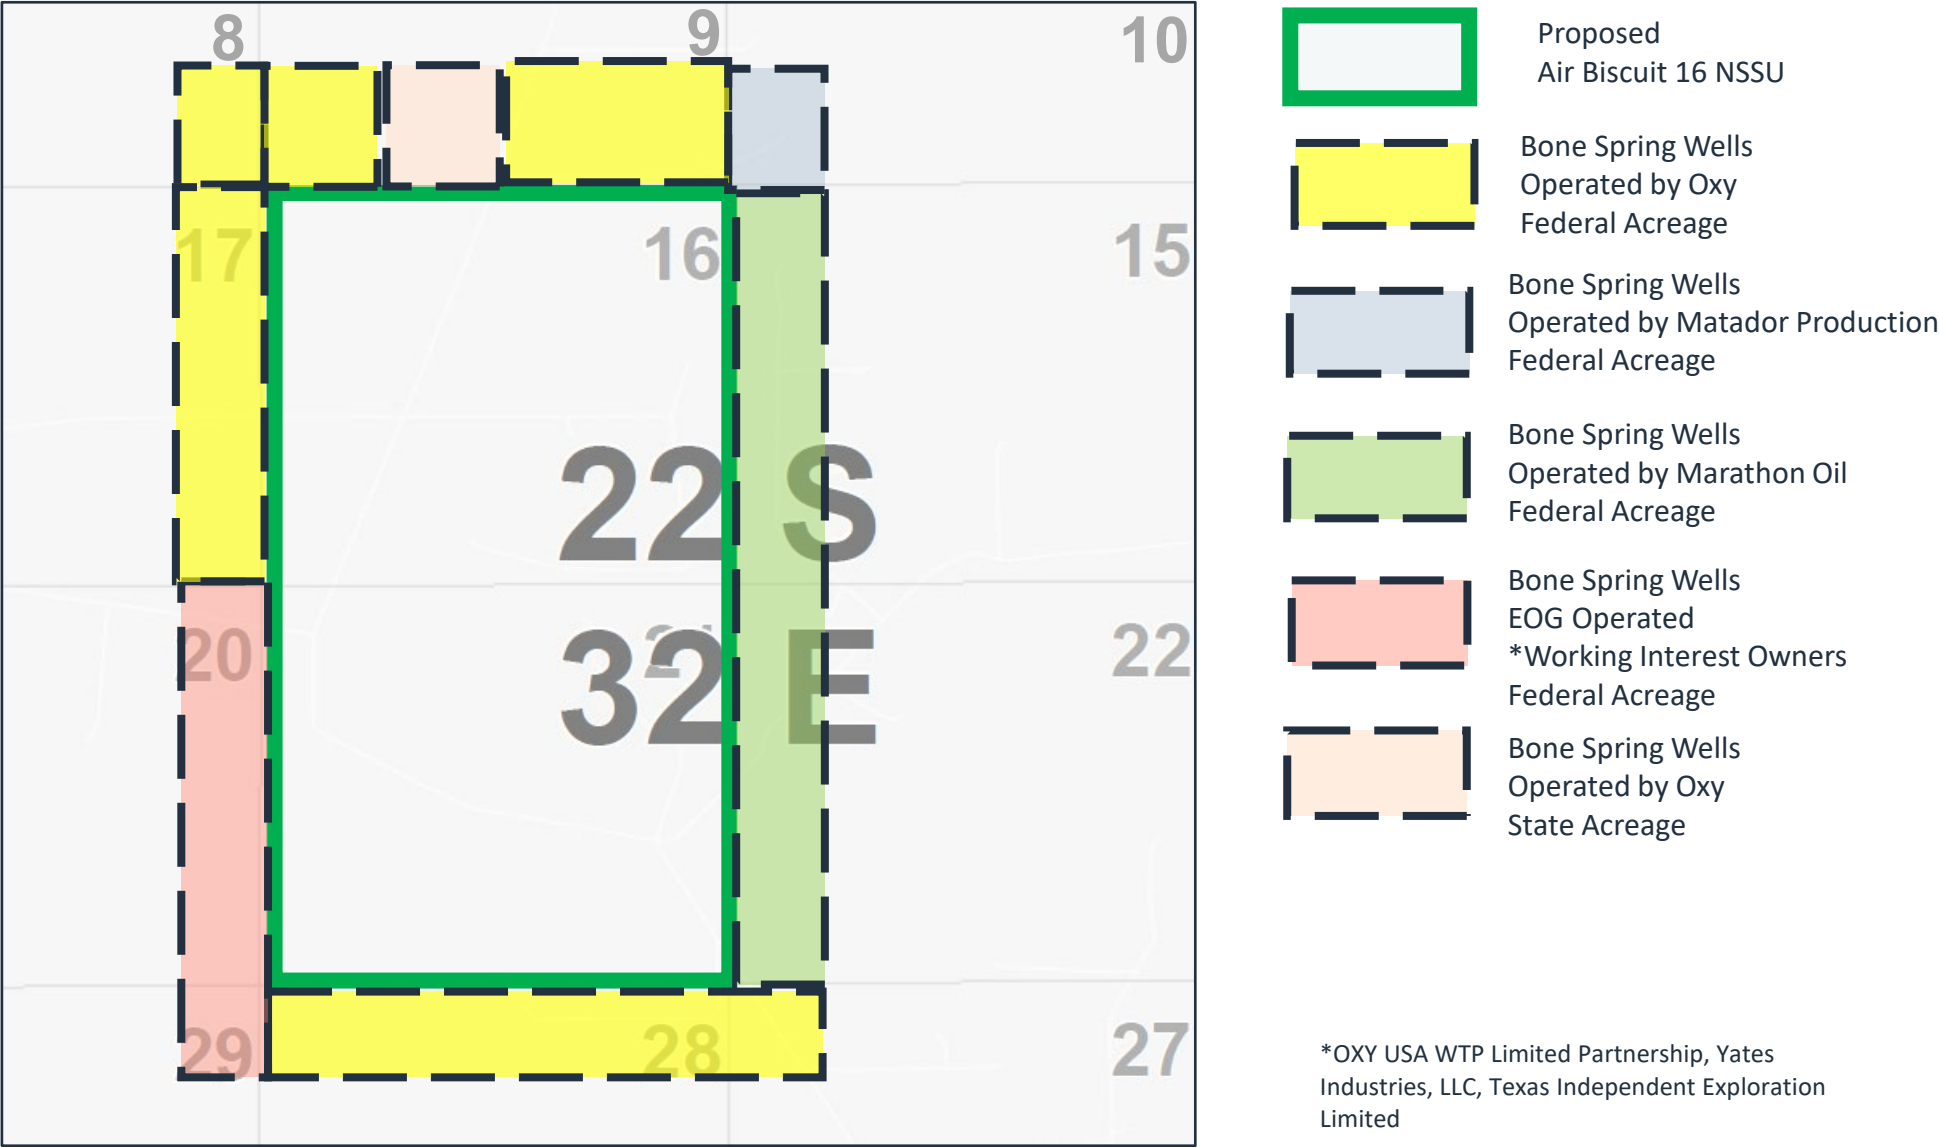 8
9
10
17
16
15
22 S
20
21
22
32 E
29
28
27
Proposed
Air Biscuit 16 NSSU
Bone Spring Wells
Operated by Oxy
Federal Acreage
Bone Spring Wells
Operated by Matador Production
Federal Acreage
Bone Spring Wells
Operated by Marathon Oil
Federal Acreage
Bone Spring Wells
EOG Operated
*Working Interest Owners
Federal Acreage
Bone Spring Wells
Operated by Oxy
State Acreage
*OXY USA WTP Limited Partnership, Yates
Industries, LLC, Texas Independent Exploration
Limited